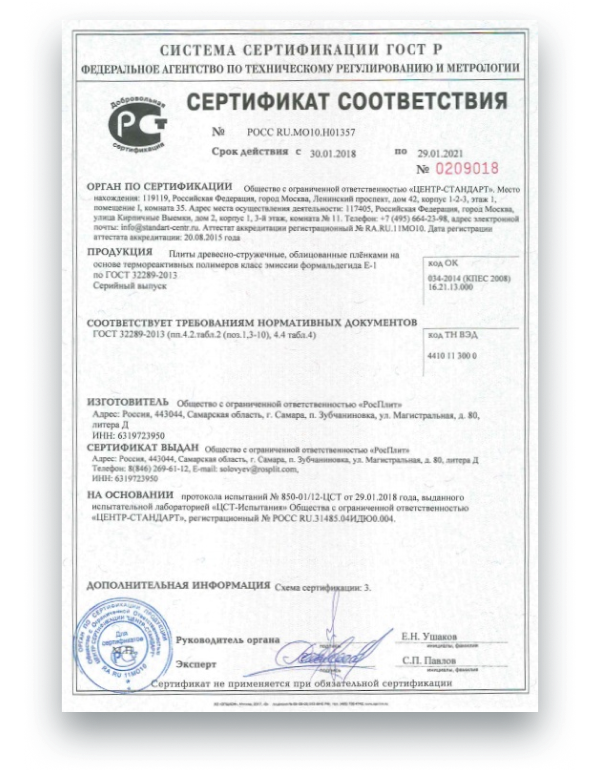 СИСТЕМА СЕРТИФИКАЦИИ ГОСТ Р
ФЕДЕРАЛЬНОЕ АГЕНТСТВО ПО ТЕХНИЧЕСКОМУ РЕГУЛИРОВАНИЮ И МЕТРОЛОГИИ
Добровольная
сертификация
СЕРТИФИКАТ СООТВЕТСТВИЯ
№ РОСС RU.МО10.Н01357
Срок действия с 30.01.2018 по 29.01.2021
№ 0209018
ОРГАН ПО СЕРТИФИКАЦИИ Общество с ограниченной ответственностью «ЦЕНТР-СТАНДАРТ». Место
нахождения: 119119, Российская Федерация, город Москва, Ленинский проспект, дом 42, корпус 1-2-3, этаж 1,
помещение I, комната 35. Адрес места осуществления деятельности: 117405, Российская Федерация, город Москва,
улица Кирпичные Выемки, дом 2, корпус 1, 3-й этаж, комната № 11. Телефон: +7 (495) 664-23-98, адрес электронной
почты: info@standart-centr.ru. Аттестат аккредитации регистрационный № RA.RU.11МО10. Дата регистрации
аттестата аккредитации: 20.08.2015 года
ПРОДУКЦИЯ Плиты древесно-стружечные, облицованные плёнками на
основе термореактивных полимеров класс эмиссии формальдегида Е-1
по ГОСТ 32289-2013
Серийный выпуск
код ОК
034-2014 (КПЕС 2008)
16.21.13.000
СООТВЕТСТВУЕТ ТРЕБОВАНИЯМ НОРМАТИВНЫХ ДОКУМЕНТОВ
ГОСТ 32289-2013 (пп.4.2.табл.2 (поз.1,3-10), 4.4 табл.4)
код ТН ВЭД
4410 11 300 0
ИЗГОТОВИТЕЛЬ Общество с ограниченной ответственностью «РосПлит»
Адрес: Россия, 443044, Самарская область, г. Самара, п. Зубчаниновка, ул. Магистральная, д. 80,
литера Д
ИНН: 6319723950
СЕРТИФИКАТ ВЫДАН Общество с ограниченной ответственностью «РосПлит»
Адрес: Россия, 443044, Самарская область, г. Самара, п. Зубчаниновка, ул. Магистральная, д. 80, литера Д
Телефон: 8(846) 269-61-12, E-mail: solovyev@rosplit.com,
ИНН: 6319723950
НА ОСНОВАНИИ протокола испытаний № 850-01/12-ЦСТ от 29.01.2018 года, выданного
испытательной лабораторией «ЦСТ-Испытания» Общества с ограниченной ответственностью
«ЦЕНТР-СТАНДАРТ», регистрационный № РОСС RU.31485.04ИДЮ0.004.
ДОПОЛНИТЕЛЬНАЯ ИНФОРМАЦИЯ Схема сертификации: 3.
Для
сертификатов
М.П.
RA RU 11МО10
Руководитель органа
подпись
Е.Н. Ушаков
инициалы, фамилия
Эксперт
подпись
С.П. Павлов
инициалы, фамилия
Сертификат не применяется при обязательной сертификации